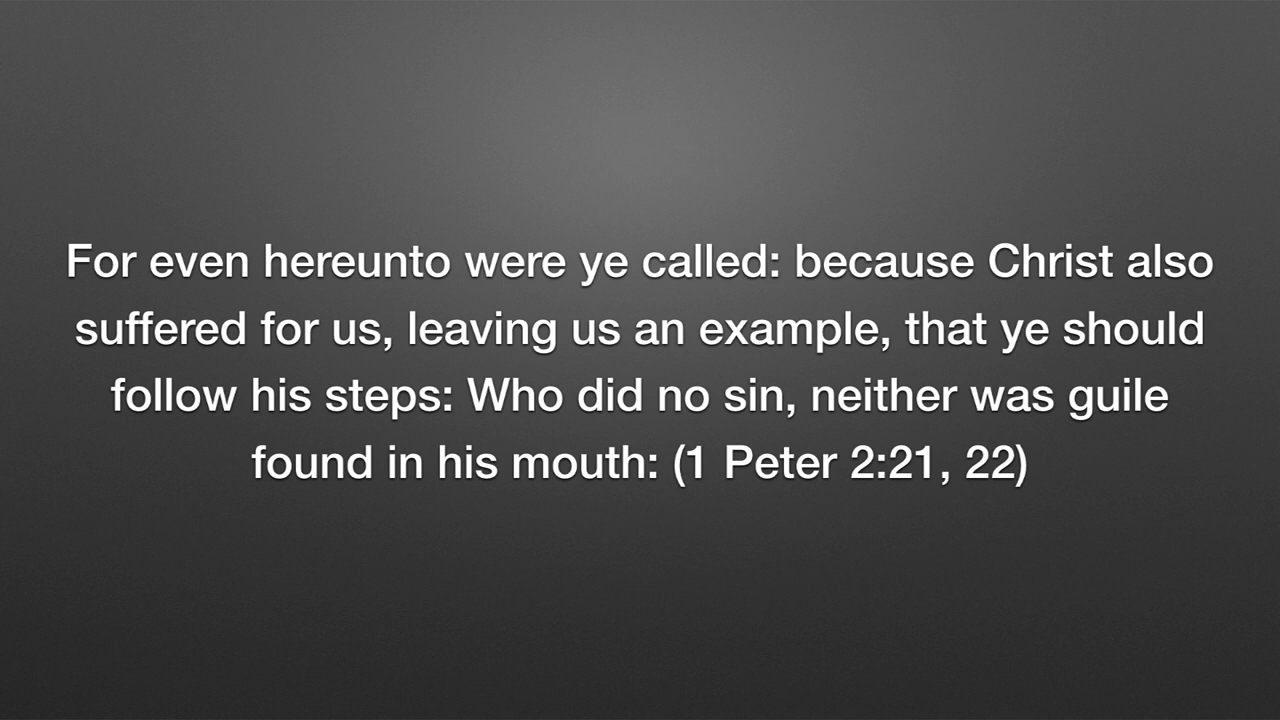 For even hereunto were ye called: because Christ also
suffered for us, leaving us an example, that ye should
follow his steps: Who did no sin, neither was guile
found in his mouth: (1 Peter 2:21, 22)